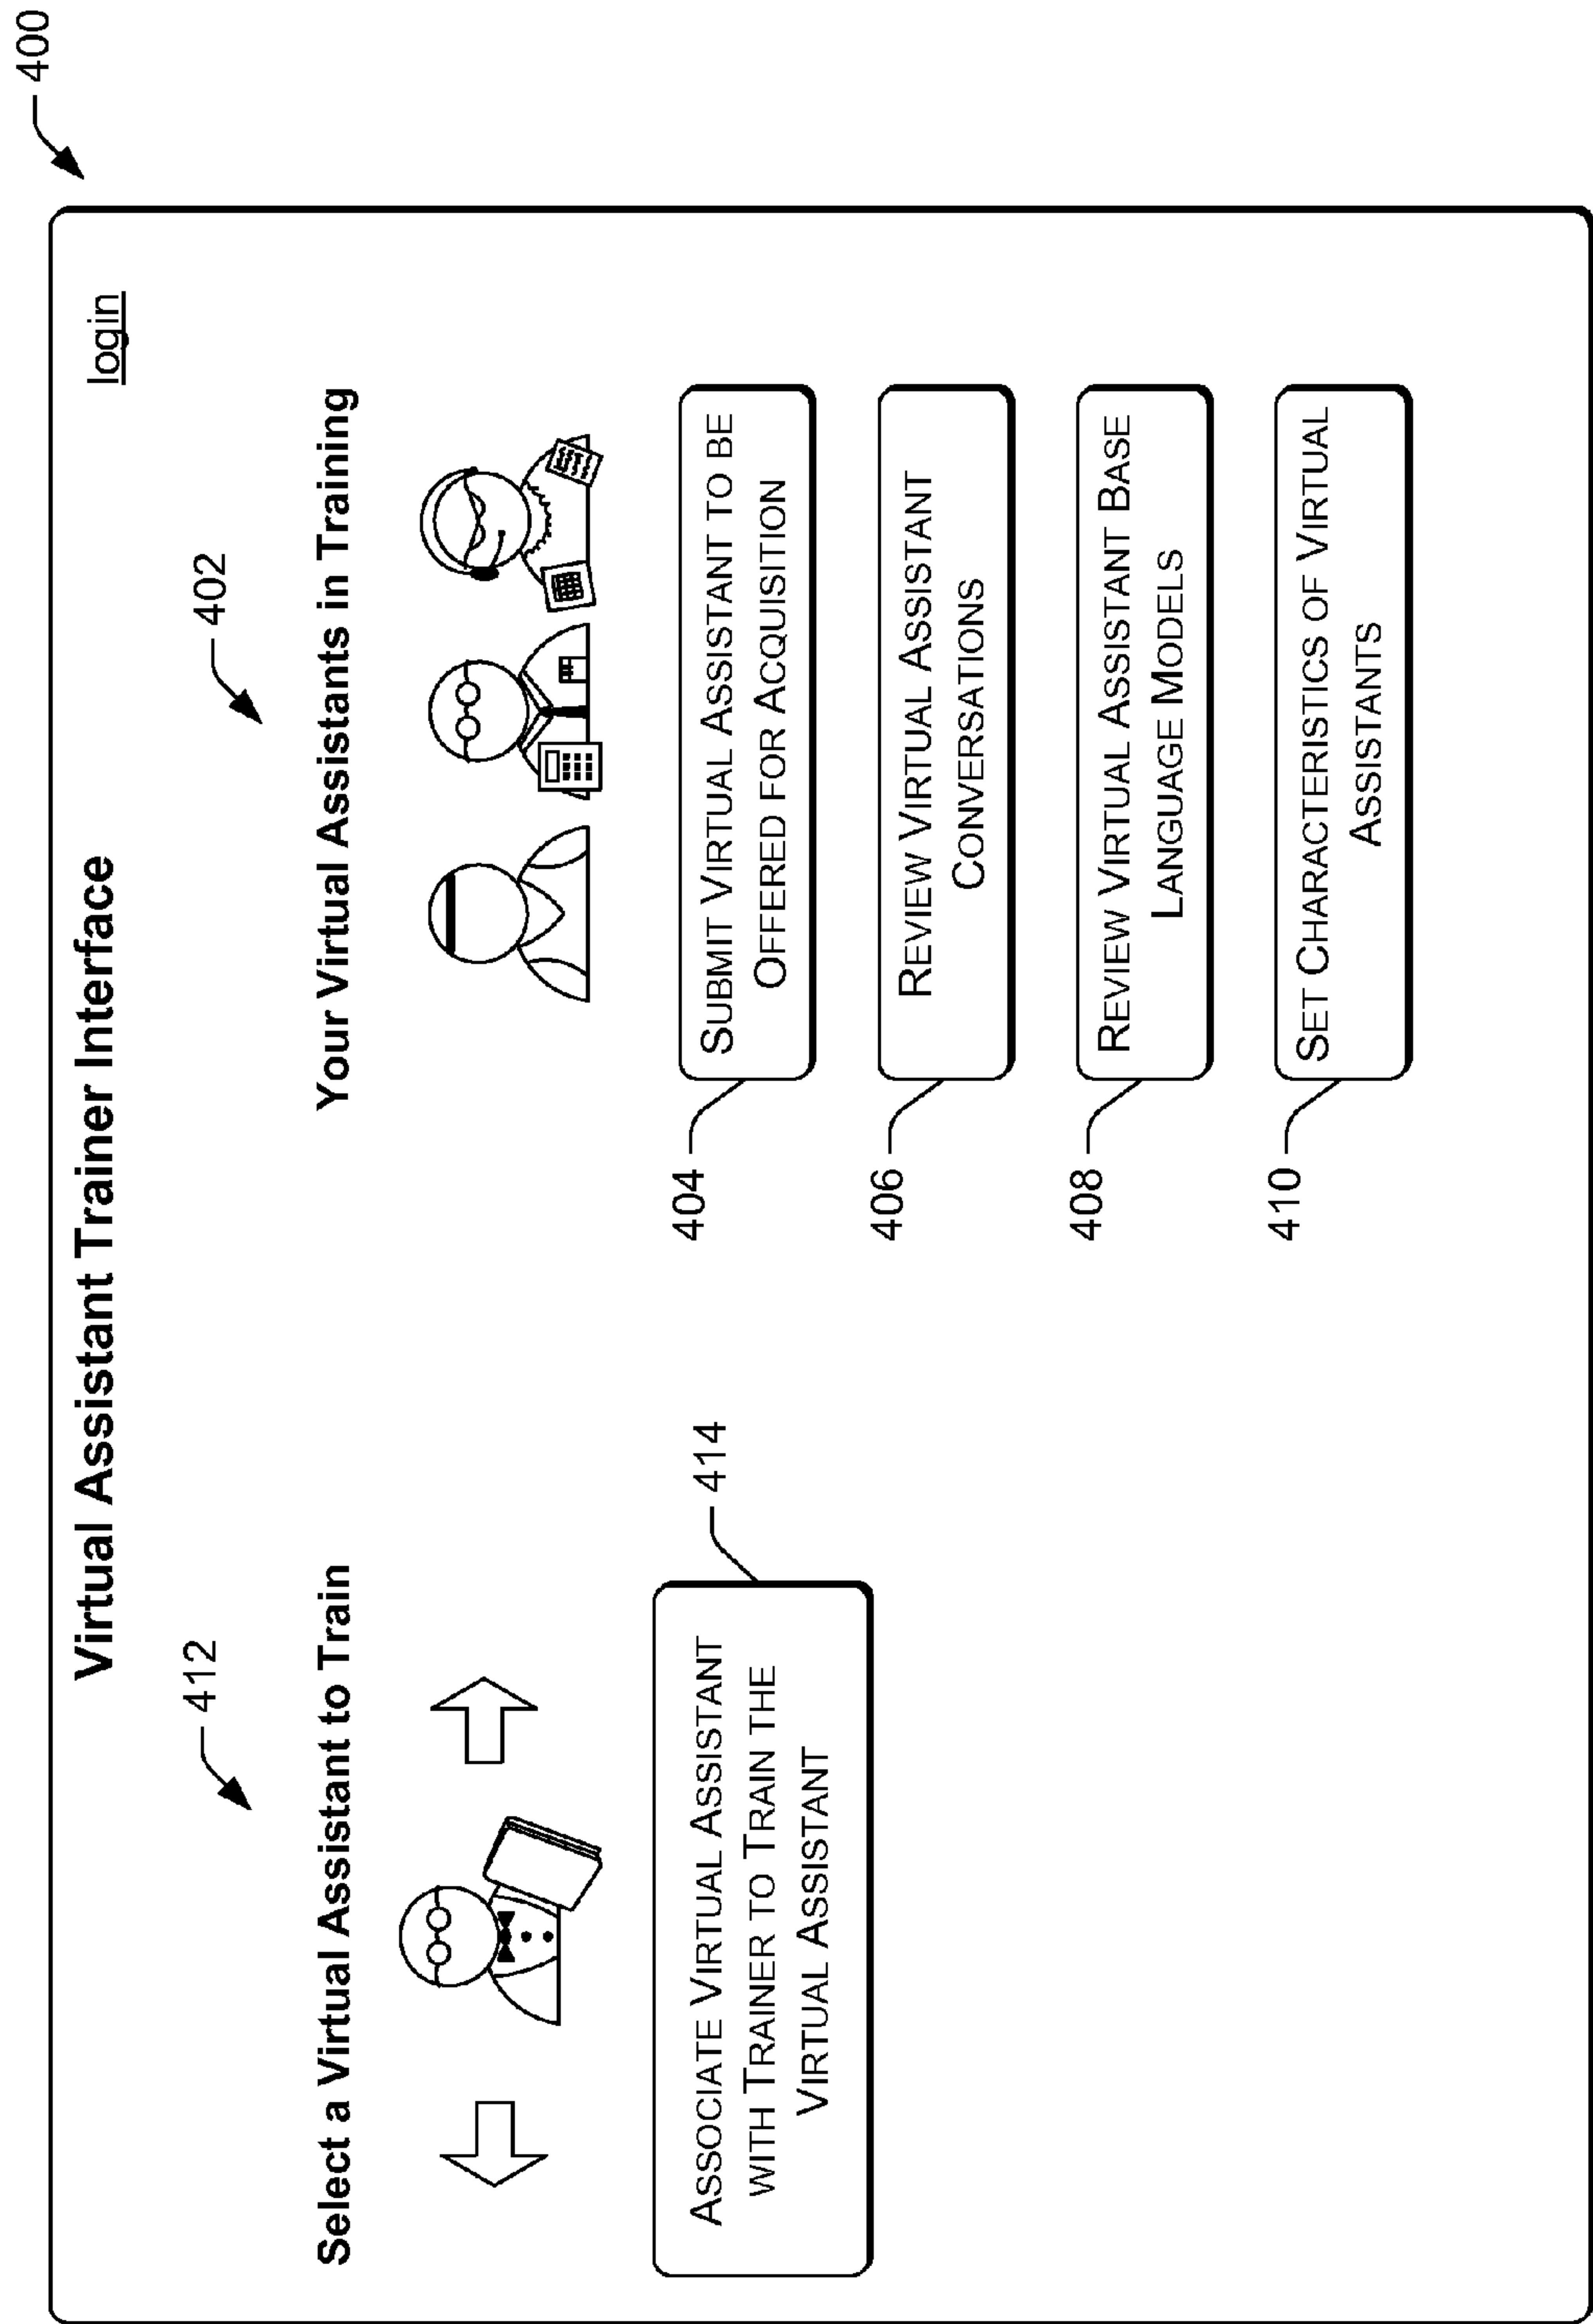 400
Virtual Assistant Trainer Interface
login
412
Select a Virtual Assistant to Train
ASSOCIATE VIRTUAL ASSISTANT
WITH TRAINER TO TRAIN THE
VIRTUAL ASSISTANT
414
402
Your Virtual Assistants in Training
404
SUBMIT VIRTUAL ASSISTANT TO BE
OFFERED FOR ACQUISITION
406
REVIEW VIRTUAL ASSISTANT
CONVERSATIONS
408
REVIEW VIRTUAL ASSISTANT BASE
LANGUAGE MODELS
410
SET CHARACTERISTICS OF VIRTUAL
ASSISTANTS